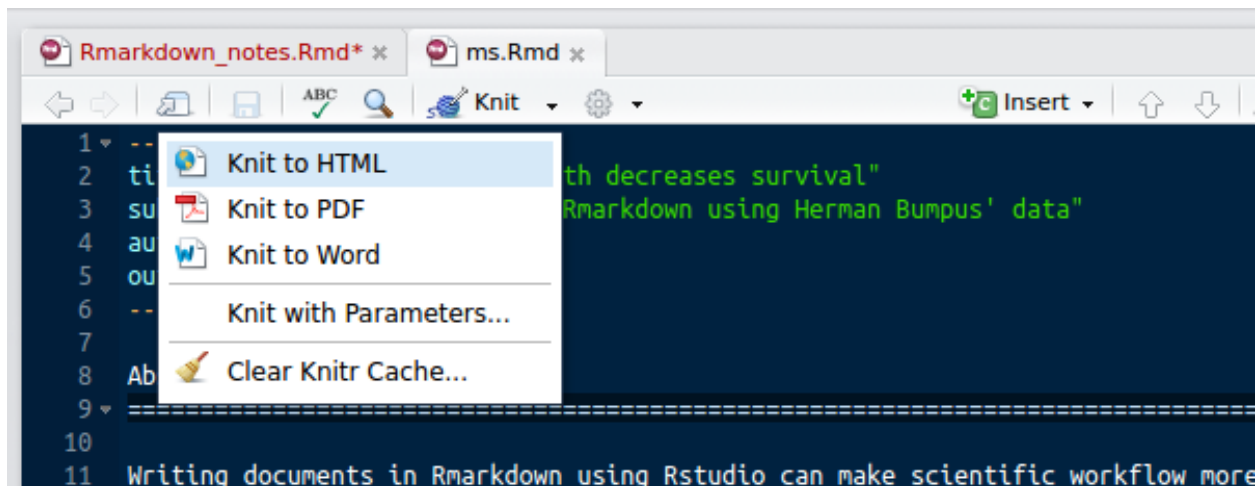 Rmarkdown_notes.Rmd* × ms.Rmd ×
ABC Knit Insert
1 --
2 ti th decreases survival"
3 su Rmarkdown using Herman Bumpus' data"
4 au
5 ou
6 --
7
8 Ab
9 ==============================================================================
10
11 Writing documents in Rmarkdown using Rstudio can make scientific workflow more
Knit to HTML
Knit to PDF
Knit to Word
Knit with Parameters...
Clear Knitr Cache...